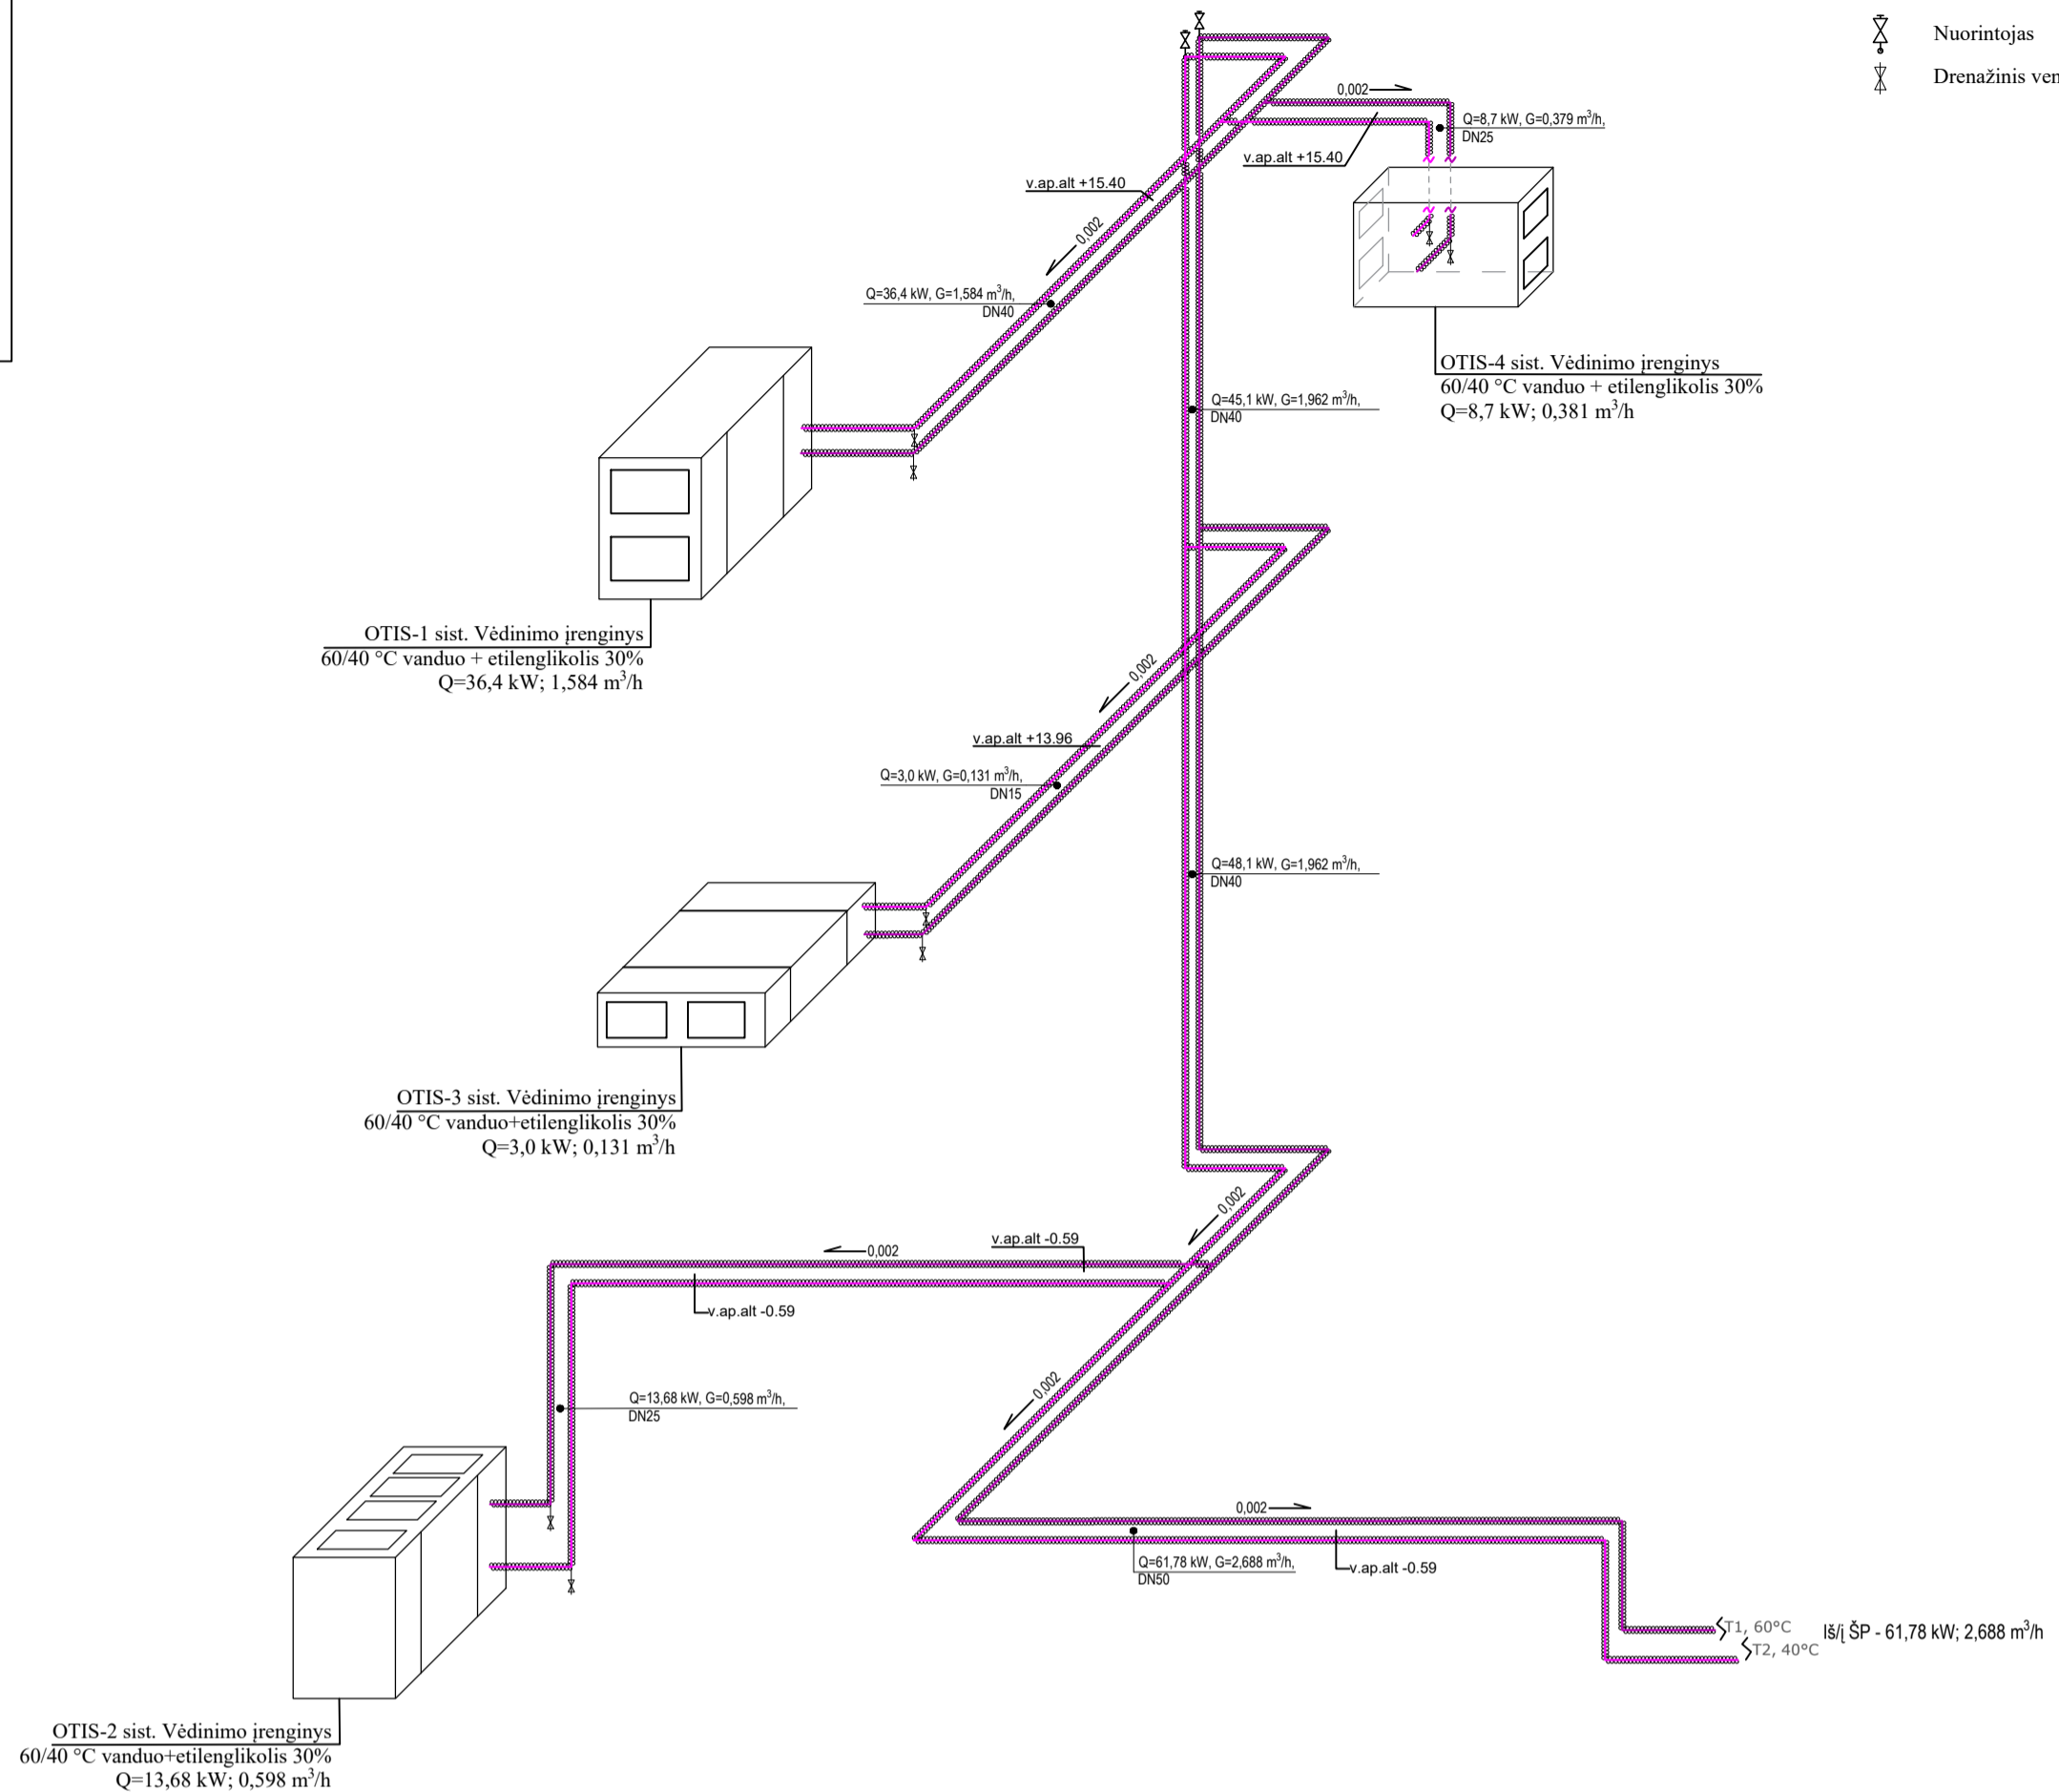 Nuorintojas
Drenažinis ven
0,002
Q=8,7 kW, G=0,379 m³/h,
DN25
v.ap.alt +15.40
v.ap.alt +15.40
0,002
Q=36,4 kW, G=1,584 m³/h,
DN40
OTIS-4 sist. Vėdinimo įrenginys
60/40 °C vanduo + etilenglikolis 30%
Q=8,7 kW; 0,381 m³/h
Q=45,1 kW, G=1,962 m³/h,
DN40
OTIS-1 sist. Vėdinimo įrenginys
60/40 °C vanduo + etilenglikolis 30%
Q=36,4 kW; 1,584 m³/h
0,002
v.ap.alt +13.96
Q=3,0 kW, G=0,131 m³/h,
DN15
Q=48,1 kW, G=1,962 m³/h,
DN40
OTIS-3 sist. Vėdinimo įrenginys
60/40 °C vanduo+etilenglikolis 30%
Q=3,0 kW; 0,131 m³/h
0,002
v.ap.alt -0.59
0,002
v.ap.alt -0.59
0,002
Q=13,68 kW, G=0,598 m³/h,
DN25
0,002
Q=61,78 kW, G=2,688 m³/h,
DN50
v.ap.alt -0.59
T1, 60°C
Iš/į ŠP - 61,78 kW; 2,688 m³/h
T2, 40°C
OTIS-2 sist. Vėdinimo įrenginys
60/40 °C vanduo+etilenglikolis 30%
Q=13,68 kW; 0,598 m³/h